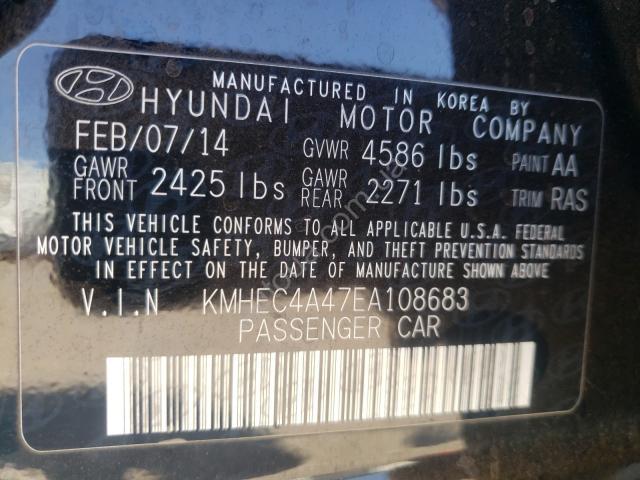 MANUFACTURED IN KOREA BY
HYUNDAI MOTOR COMPANY
FEB/07/14 GVWR 4586 lbs PAINT AA
GAWR FRONT 2425 lbs GAWR REAR 2271 lbs TRIM RAS
THIS VEHICLE CONFORMS TO ALL APPLICABLE U.S.A. FEDERAL
MOTOR VEHICLE SAFETY, BUMPER, AND THEFT PREVENTION STANDARDS
IN EFFECT ON THE DATE OF MANUFACTURE SHOWN ABOVE.
V.I.N KMHEC4A47EA108683
PASSENGER CAR